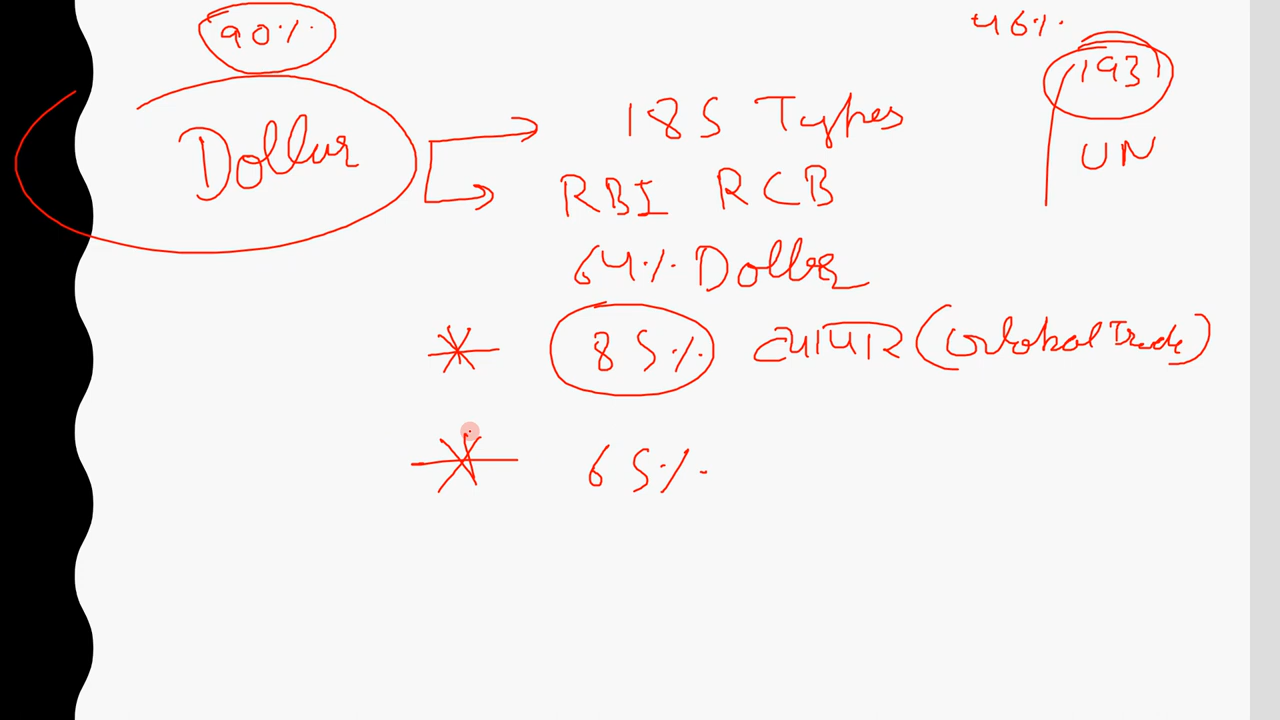 90%
46%
193
UN
Dollar
185 Types
RBI RCB
64% Dollar
85% व्यापार (Global Trade)
65%